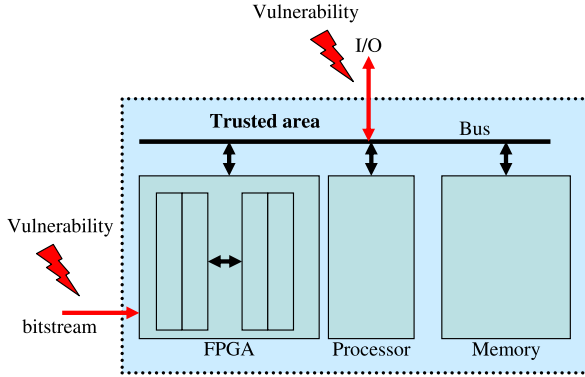 Vulnerability
I/O
Trusted area
Bus
Vulnerability
bitstream
FPGA
Processor
Memory